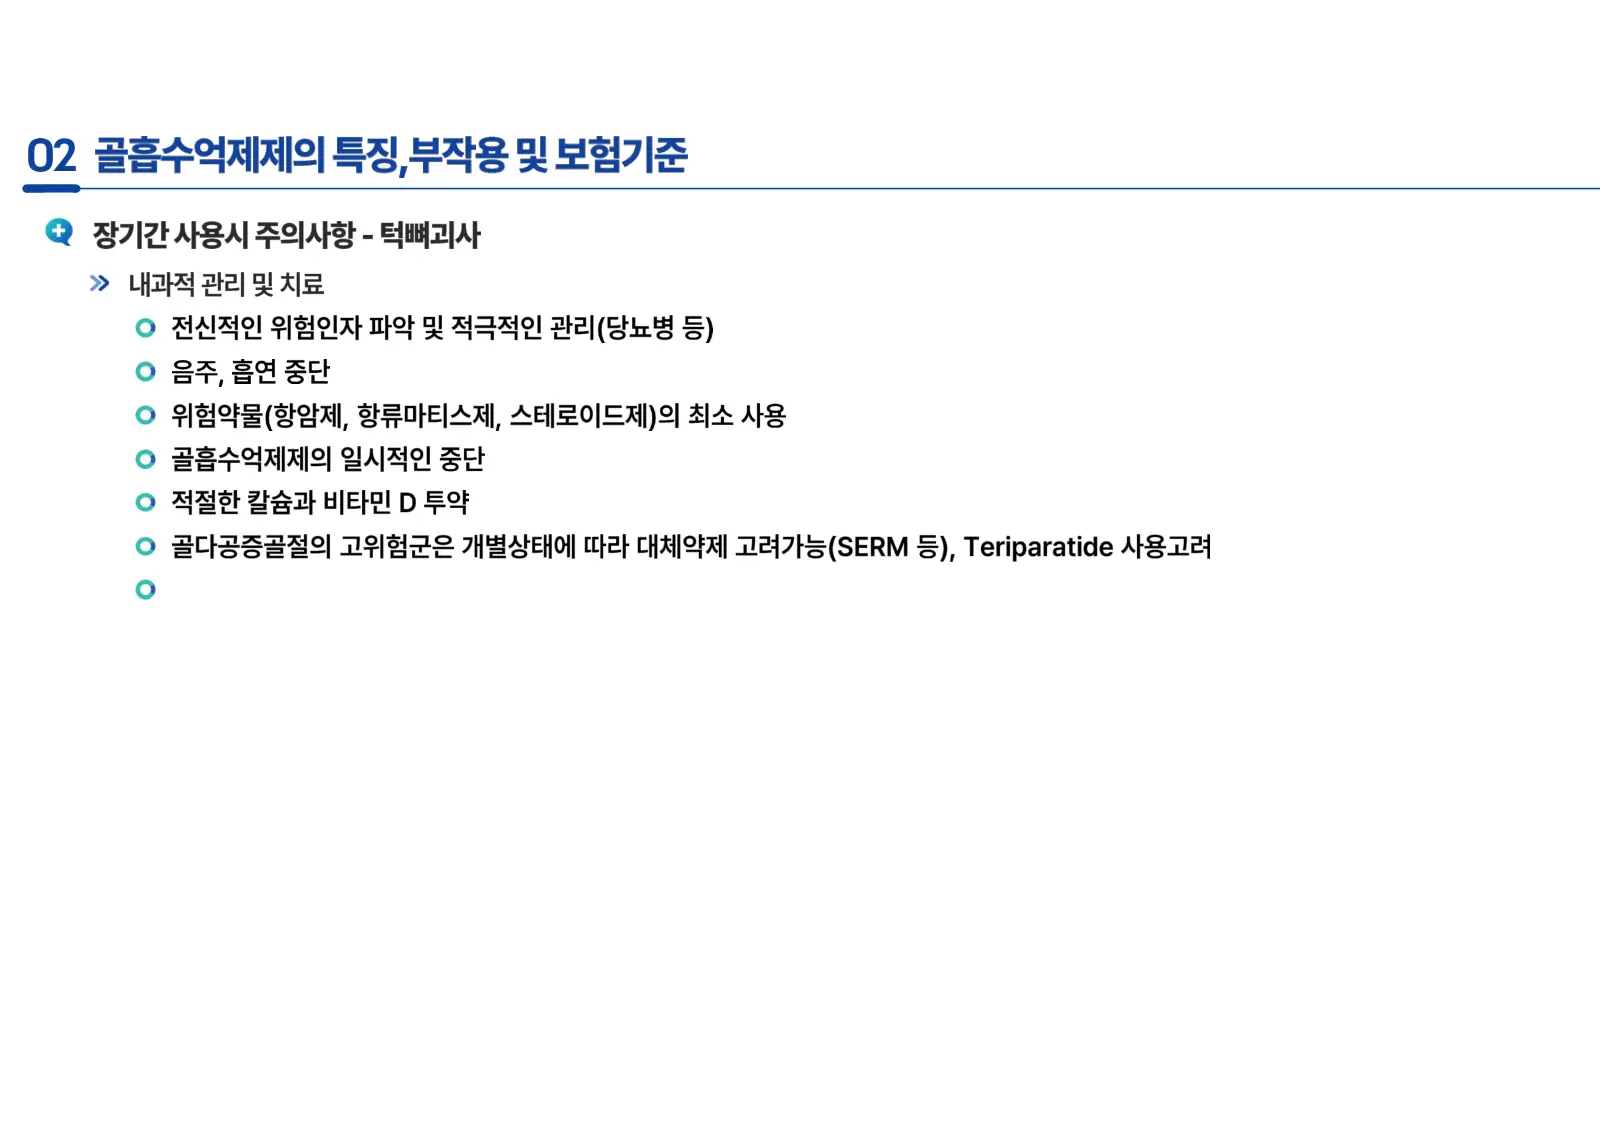 02 골흡수억제제의 특징,부작용 및 보험기준
장기간 사용시 주의사항 - 턱뼈괴사
내과적 관리 및 치료
전신적인 위험인자 파악 및 적극적인 관리(당뇨병 등)
음주, 흡연 중단
위험약물(항암제, 항류마티스제, 스테로이드제)의 최소 사용
골흡수억제제의 일시적인 중단
적절한 칼슘과 비타민 D 투약
골다공증골절의 고위험군은 개별상태에 따라 대체약제 고려가능(SERM 등), Teriparatide 사용고려